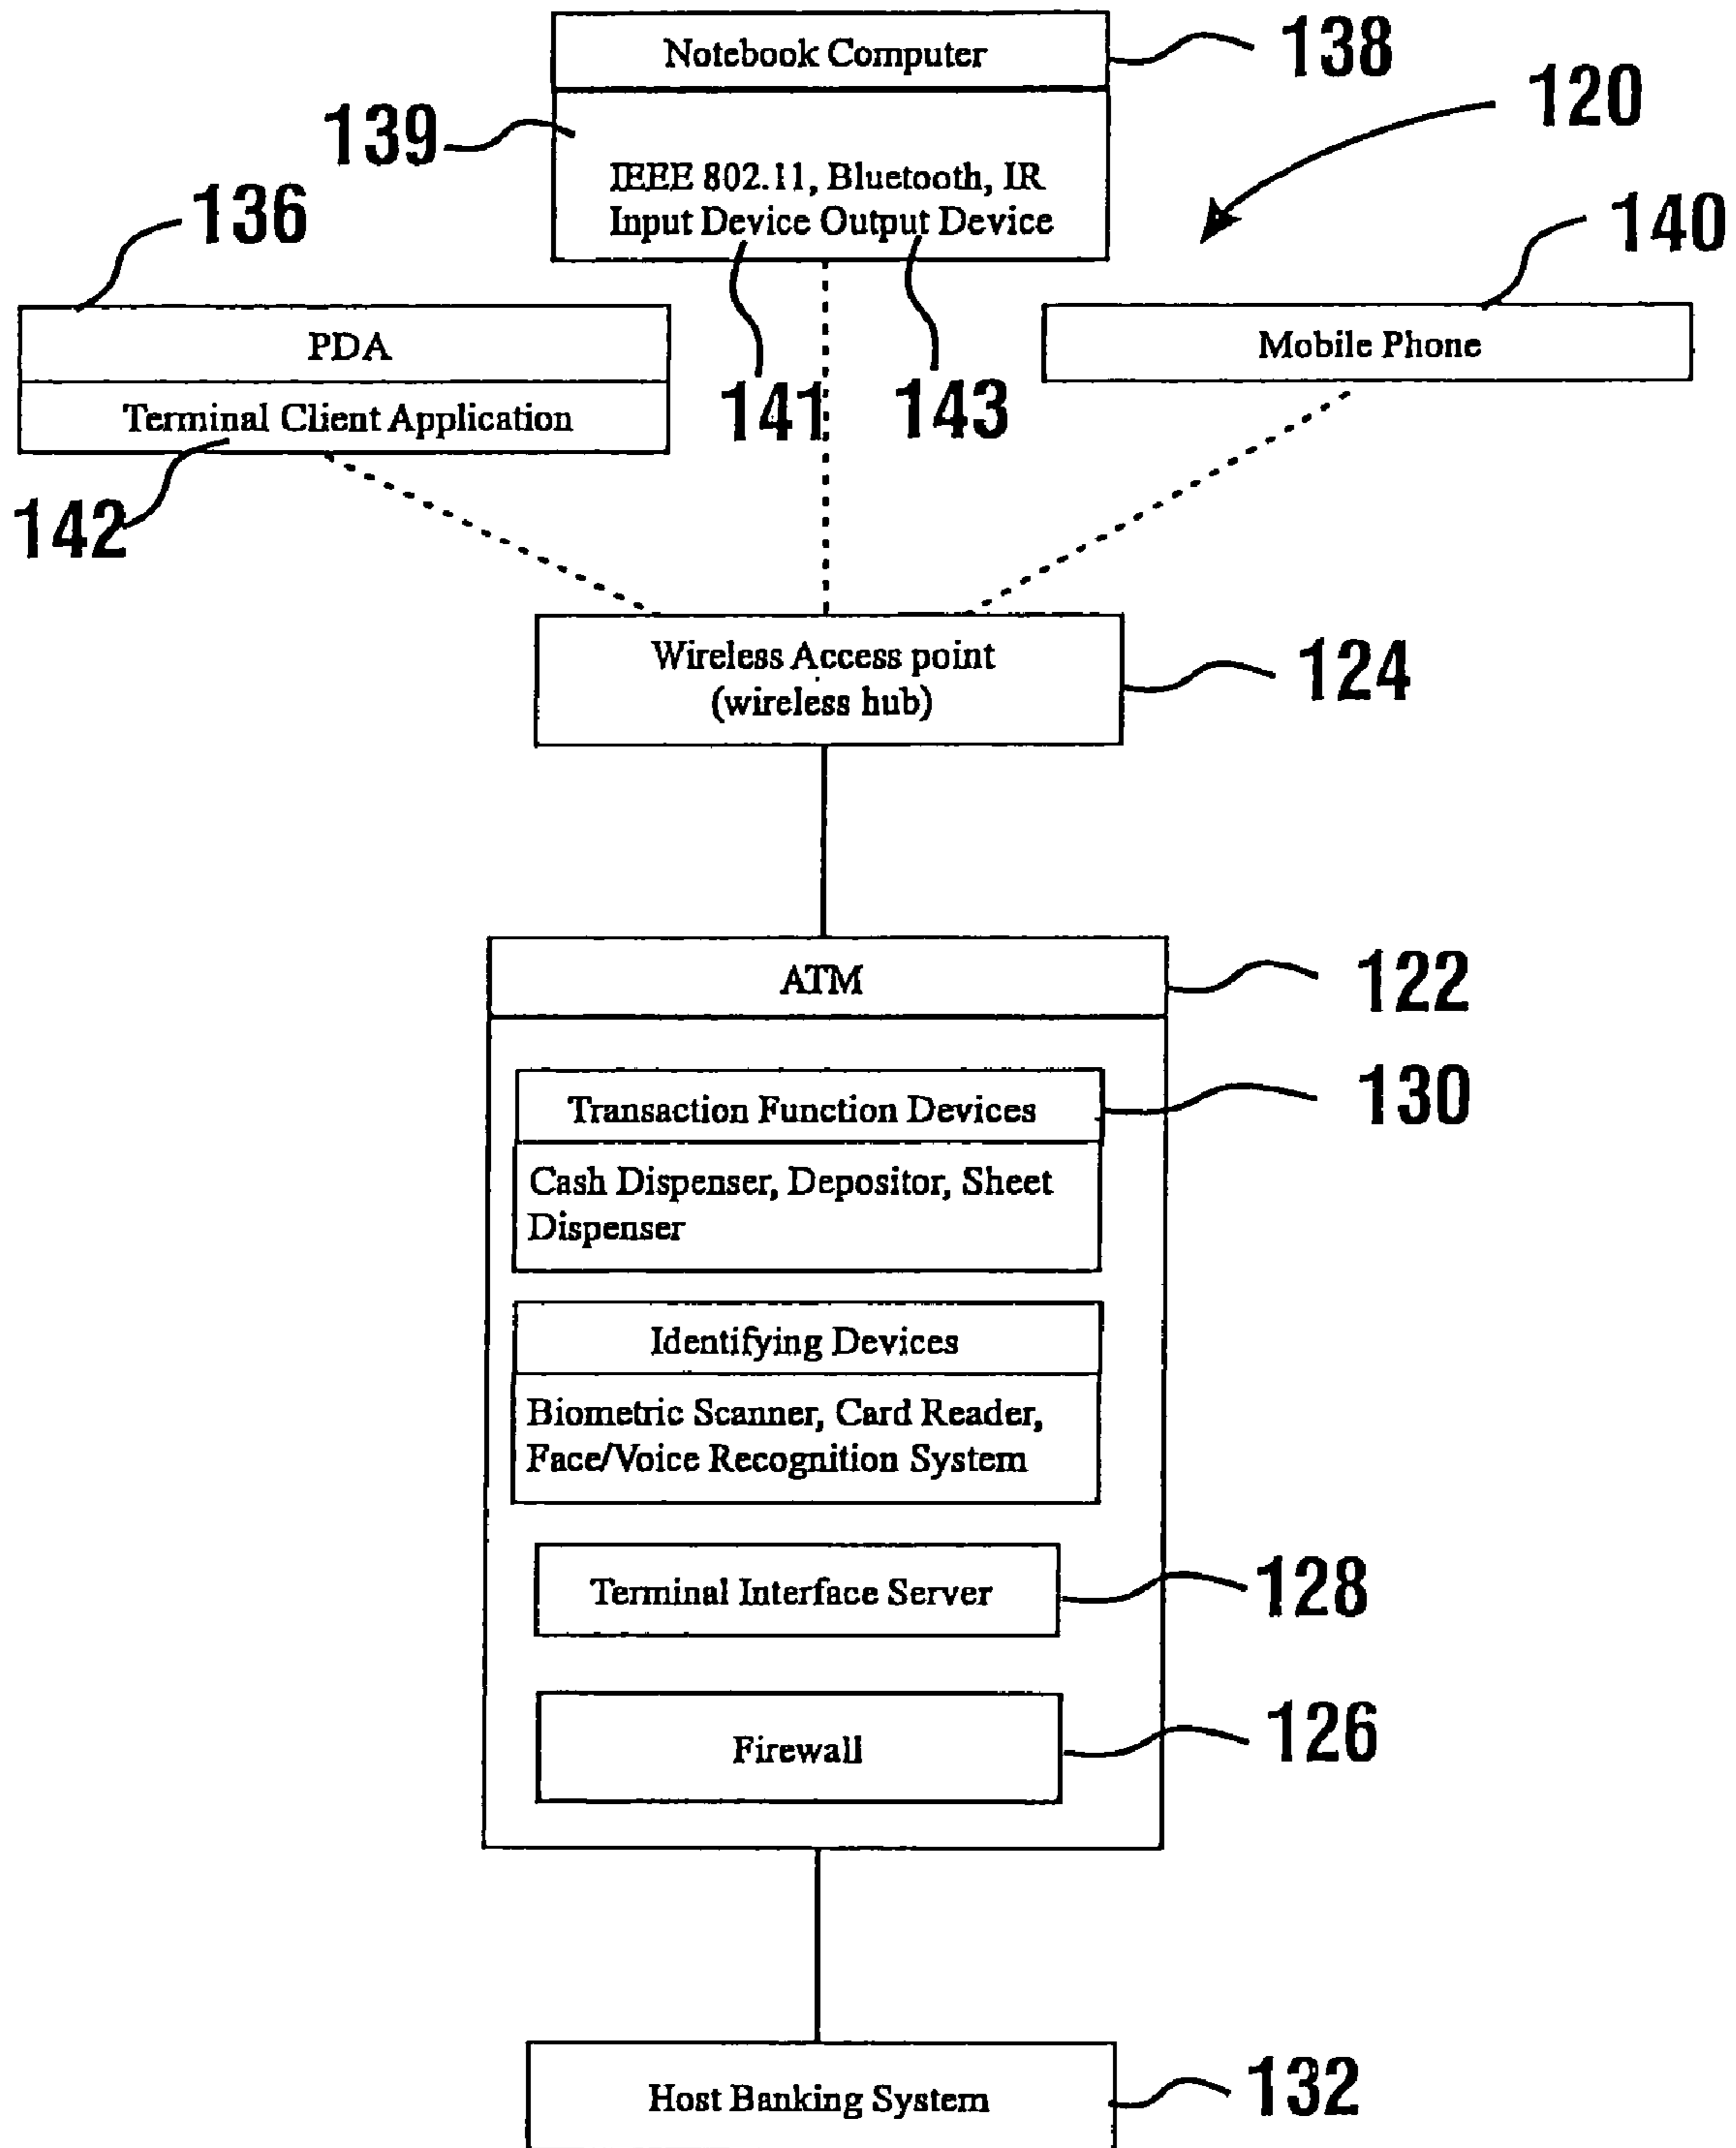 Notebook Computer
138
120
139
IEEE 802.11, Bluetooth, IR
Input Device Output Device
136
140
PDA
Mobile Phone
Terminal Client Application
141
143
142
Wireless Access point
(wireless hub)
124
ATM
122
Transaction Function Devices
130
Cash Dispenser, Depositor, Sheet
Dispenser
Identifying Devices
Biometric Scanner, Card Reader,
Face/Voice Recognition System
Terminal Interface Server
128
Firewall
126
Host Banking System
132